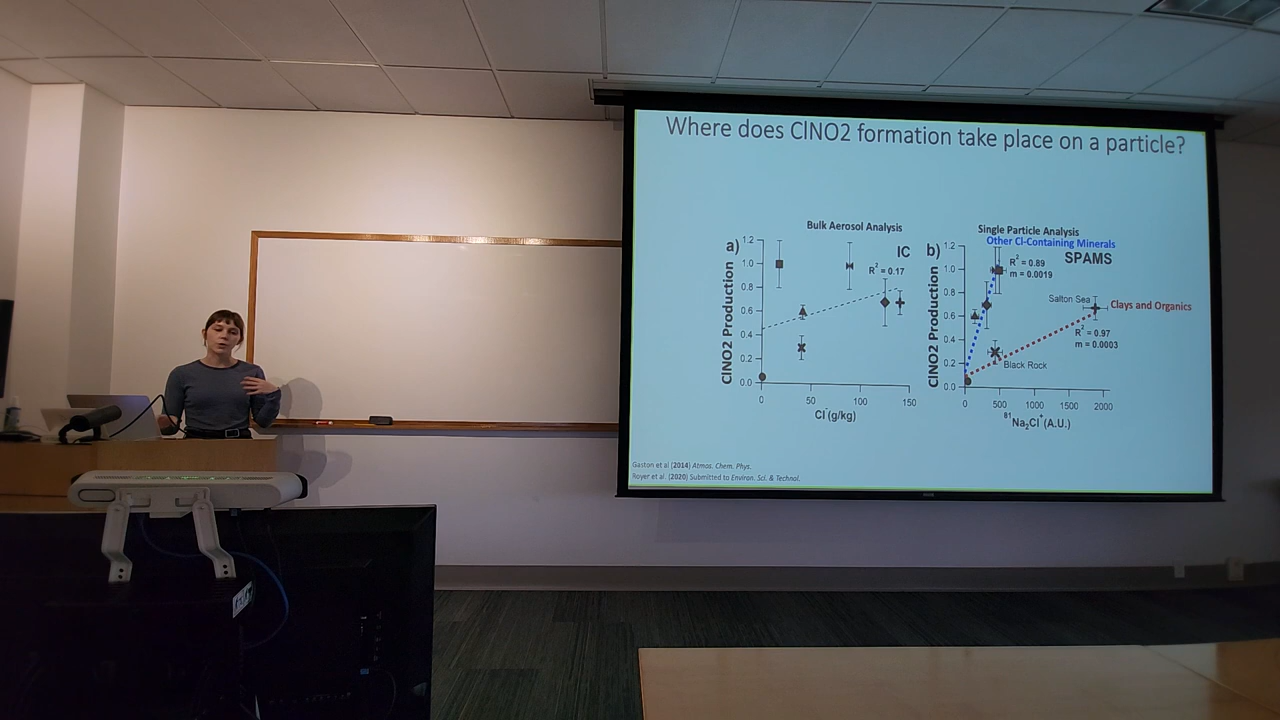 Where does ClNO2 formation take place on a particle?
Bulk Aerosol Analysis
a)
IC
R² = 0.17
ClNO2 Production
1.2
1.0
0.8
0.6
0.4
0.2
0.0
0
50
100
150
Cl⁻(g/kg)
Single Particle Analysis
Other Cl-Containing Minerals
b)
SPAMS
R² = 0.89
m = 0.0019
Salton Sea
Clays and Organics
R² = 0.97
m = 0.0003
Black Rock
ClNO2 Production
1.2
1.0
0.8
0.6
0.4
0.2
0.0
0
500
1000
1500
2000
⁸¹Na₂Cl⁺(A.U.)
Gaston et al (2014) Atmos. Chem. Phys.
Royer et al. (2020) Submitted to Environ. Sci. & Technol.